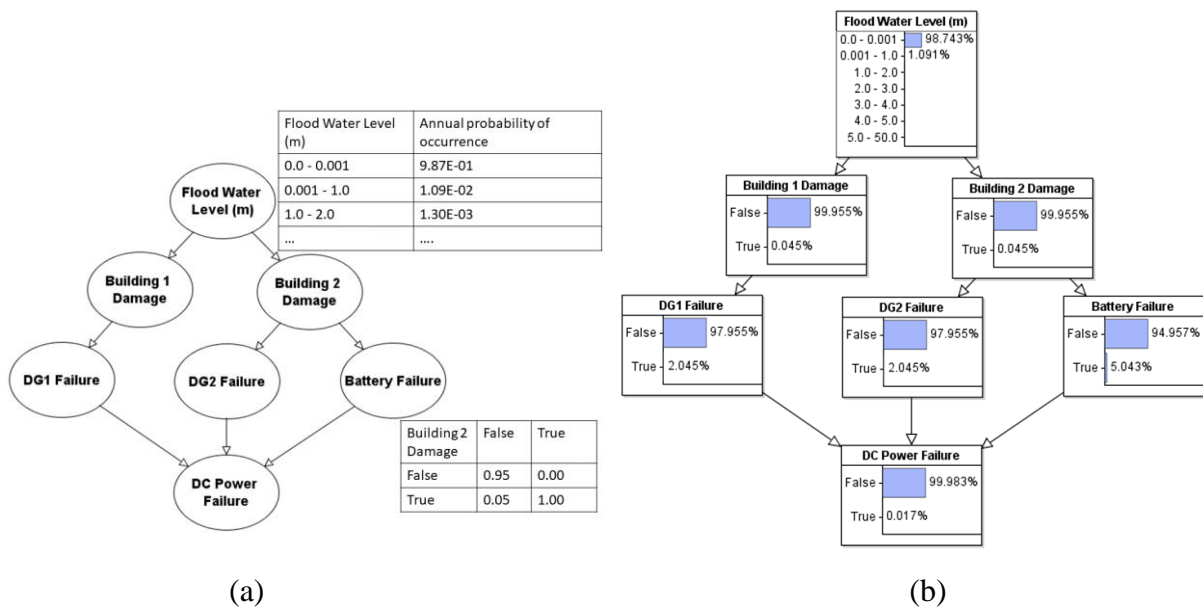 Flood Water Level (m)
Annual probability of occurrence
0.0 - 0.001
9.87E-01
0.001 - 1.0
1.09E-02
1.0 - 2.0
1.30E-03
...
....
Flood Water
Level (m)
Building 1
Damage
Building 2
Damage
DG1 Failure
DG2 Failure
Battery Failure
DC Power
Failure
Building 2 Damage
False
True
False
0.95
0.00
True
0.05
1.00
(a)
Flood Water Level (m)
0.0 - 0.001
98.743%
0.001 - 1.0
1.091%
1.0 - 2.0
2.0 - 3.0
3.0 - 4.0
4.0 - 5.0
5.0 - 50.0
Building 1 Damage
False
99.955%
True
0.045%
Building 2 Damage
False
99.955%
True
0.045%
DG1 Failure
False
97.955%
True
2.045%
DG2 Failure
False
97.955%
True
2.045%
Battery Failure
False
94.957%
True
5.043%
DC Power Failure
False
99.983%
True
0.017%
(b)